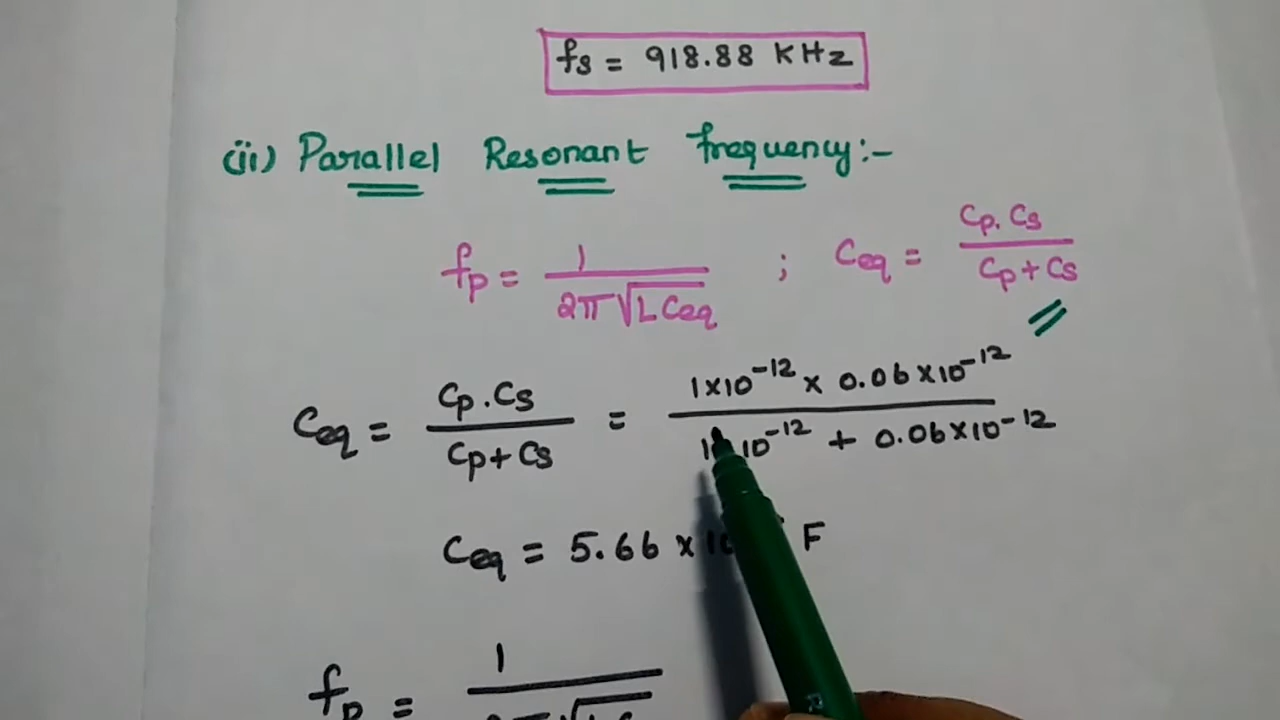 fs = 918.88 KHz
(ii) Parallel Resonant frequency:-
fp = 1 / 2π√LCeq ; Ceq = Cp.Cs / Cp+Cs
Ceq = Cp.Cs / Cp+Cs = 1×10⁻¹² × 0.06×10⁻¹² / 1 10⁻¹² + 0.06×10⁻¹²
Ceq = 5.66 × F
fp = 1